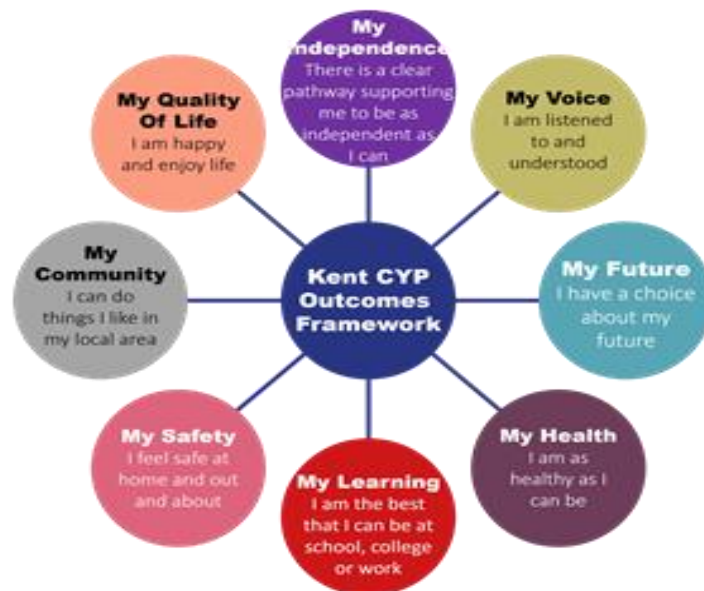 My
Independence
There is a clear
pathway supporting
me to be as
independent as
I can
My Voice
I am listened
to and
understood
My Future
I have a choice
about my
future
My Health
I am as
healthy as I
can be
My Learning
I am the best
that I can be at
school, college
or work
My Safety
I feel safe at
home and out
and about
My
Community
I can do
things I like in
my local area
My Quality
Of Life
I am happy
and enjoy life
Kent CYP
Outcomes
Framework